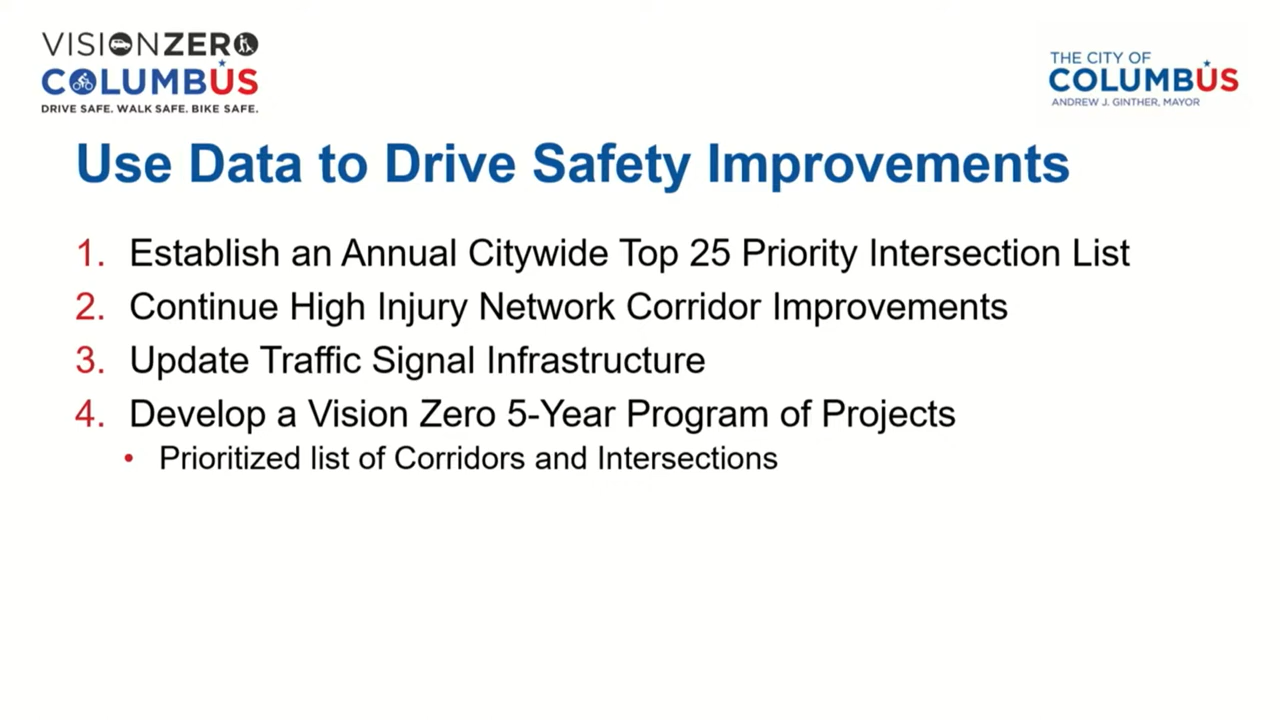 VISIONZERO
COLUMBUS
DRIVE SAFE. WALK SAFE. BIKE SAFE.
THE CITY OF
COLUMBUS
ANDREW J. GINTHER, MAYOR
Use Data to Drive Safety Improvements
1. Establish an Annual Citywide Top 25 Priority Intersection List
2. Continue High Injury Network Corridor Improvements
3. Update Traffic Signal Infrastructure
4. Develop a Vision Zero 5-Year Program of Projects
• Prioritized list of Corridors and Intersections